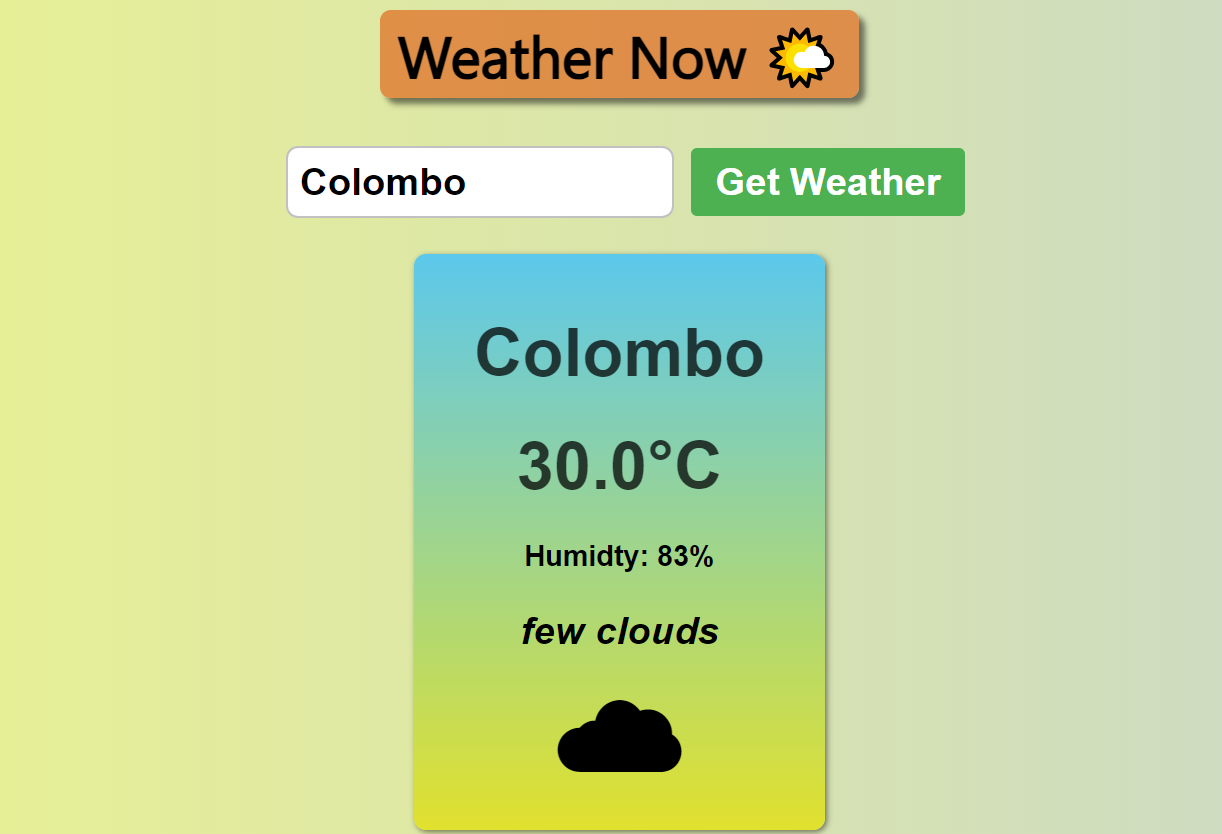 Weather Now
Colombo
Get Weather
Colombo
30.0°C
Humidty: 83%
few clouds